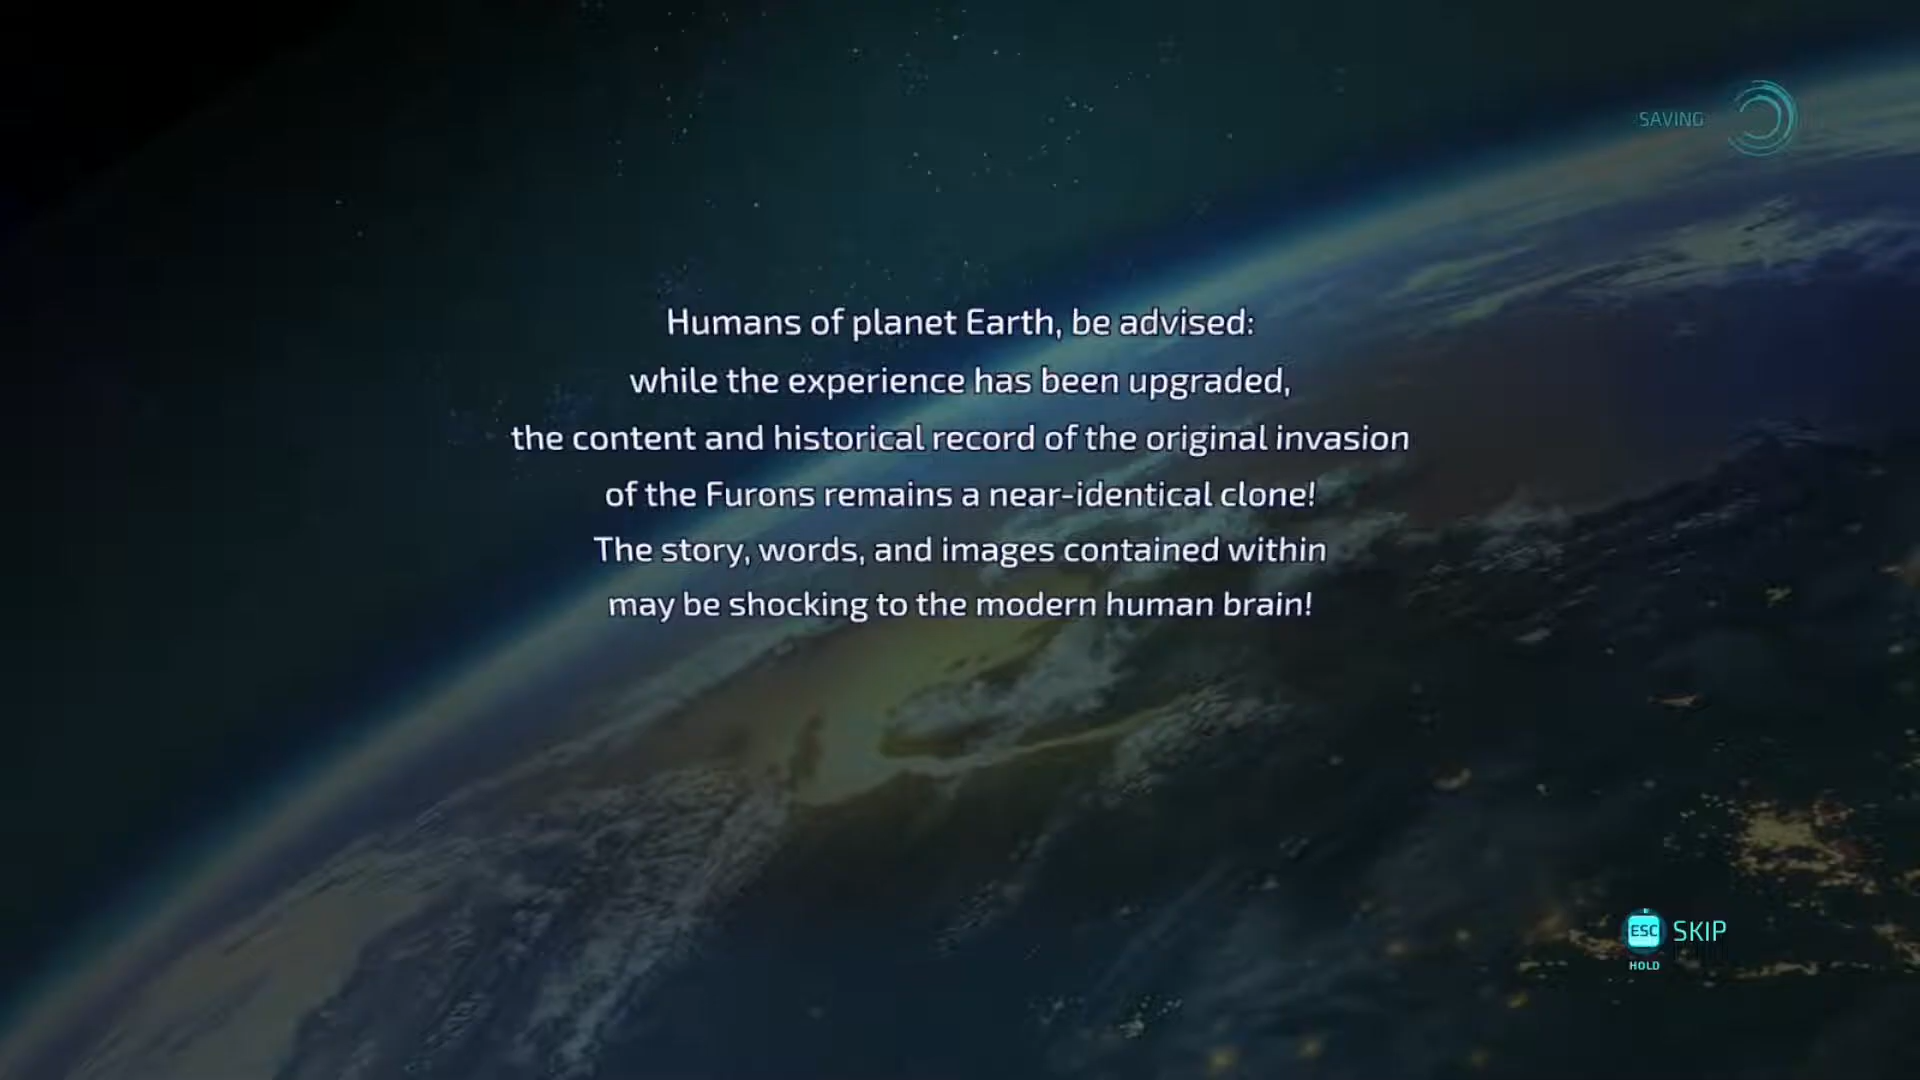 SAVING
Humans of planet Earth, be advised:
while the experience has been upgraded,
the content and historical record of the original invasion
of the Furons remains a near-identical clone!
The story, words, and images contained within
may be shocking to the modern human brain!
ESC SKIP
HOLD